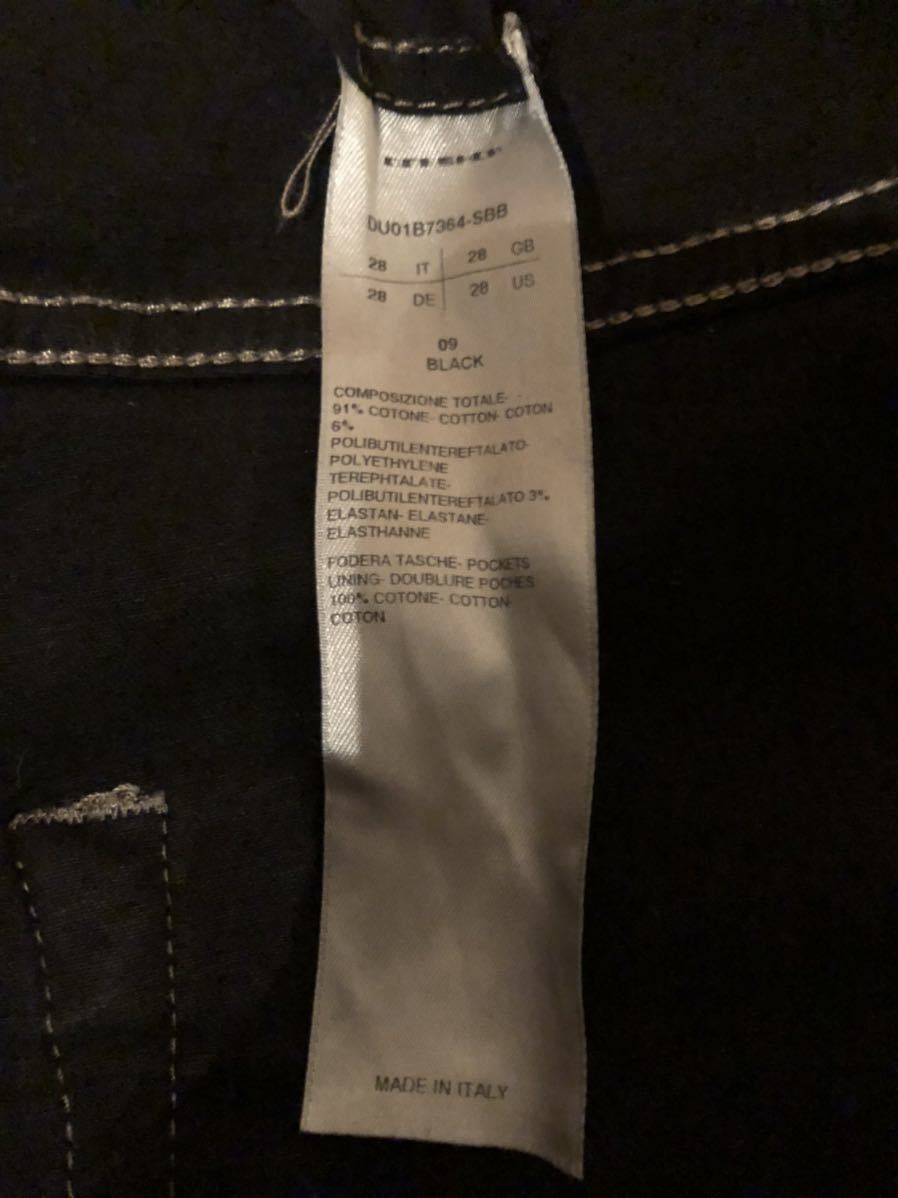 DU01B7364-SBB
28 IT 28 GB
28 DE 28 US
09
BLACK
COMPOSIZIONE TOTALE-
91% COTONE- COTTON- COTON
6%
POLIBUTILENTEREFTALATO-
POLYETHYLENE
TEREPHTALATE-
POLIBUTILENTEREFTALATO 3%
ELASTAN- ELASTANE-
ELASTHANNE
FODERA TASCHE- POCKETS
LINING- DOUBLURE POCHES
100% COTONE- COTTON-
COTON
MADE IN ITALY